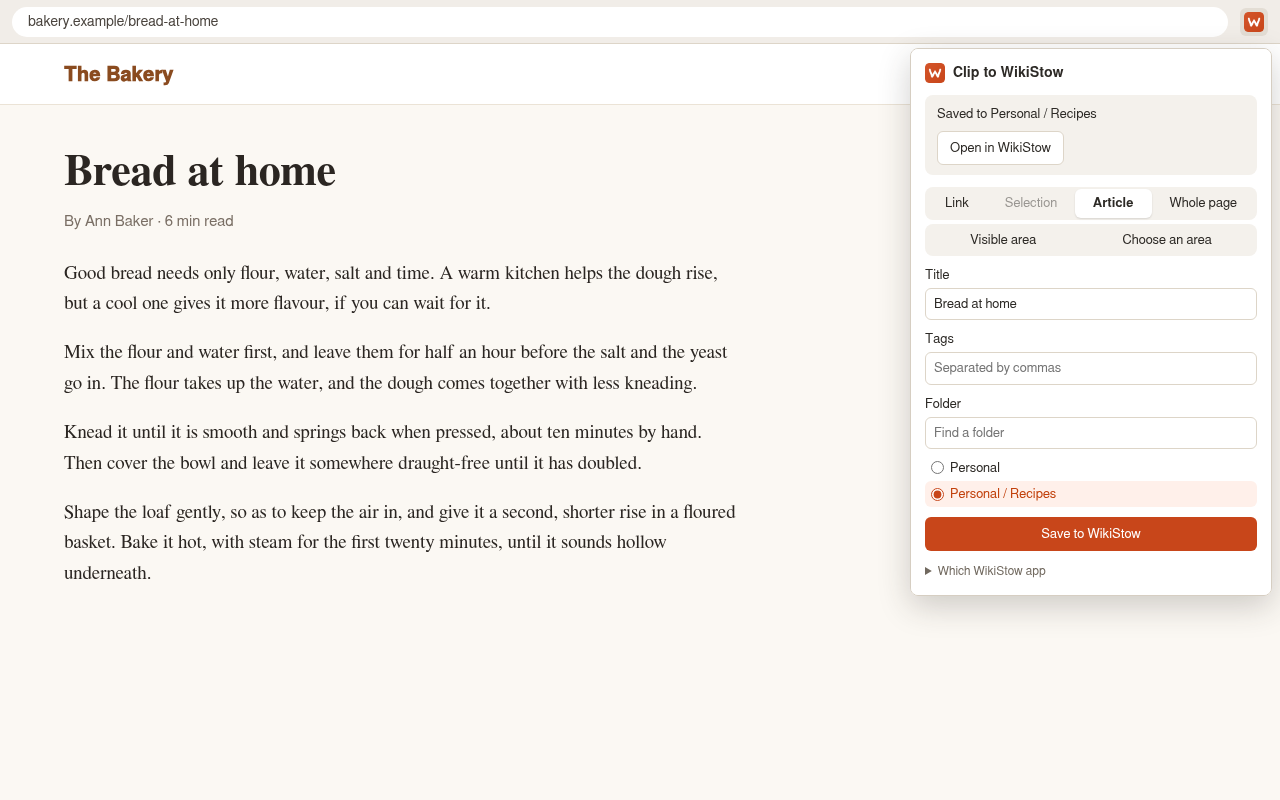 bakery.example/bread-at-home
The Bakery
Bread at home
By Ann Baker · 6 min read
Good bread needs only flour, water, salt and time. A warm kitchen helps the dough rise,
but a cool one gives it more flavour, if you can wait for it.
Mix the flour and water first, and leave them for half an hour before the salt and the yeast
go in. The flour takes up the water, and the dough comes together with less kneading.
Knead it until it is smooth and springs back when pressed, about ten minutes by hand.
Then cover the bowl and leave it somewhere draught-free until it has doubled.
Shape the loaf gently, so as to keep the air in, and give it a second, shorter rise in a floured
basket. Bake it hot, with steam for the first twenty minutes, until it sounds hollow
underneath.
Clip to WikiStow
Saved to Personal / Recipes
Open in WikiStow
Link Selection Article Whole page
Visible area Choose an area
Title
Bread at home
Tags
Separated by commas
Folder
Find a folder
Personal
Personal / Recipes
Save to WikiStow
Which WikiStow app